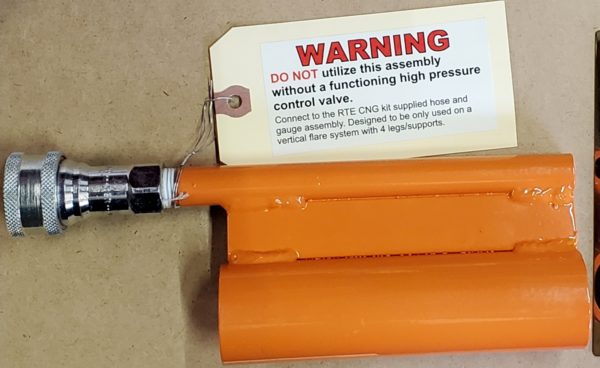 WARNING
DO NOT utilize this assembly
without a functioning high pressure
control valve.
Connect to the RTE CNG kit supplied hose and
gauge assembly. Designed to be only used on a
vertical flare system with 4 legs/supports.